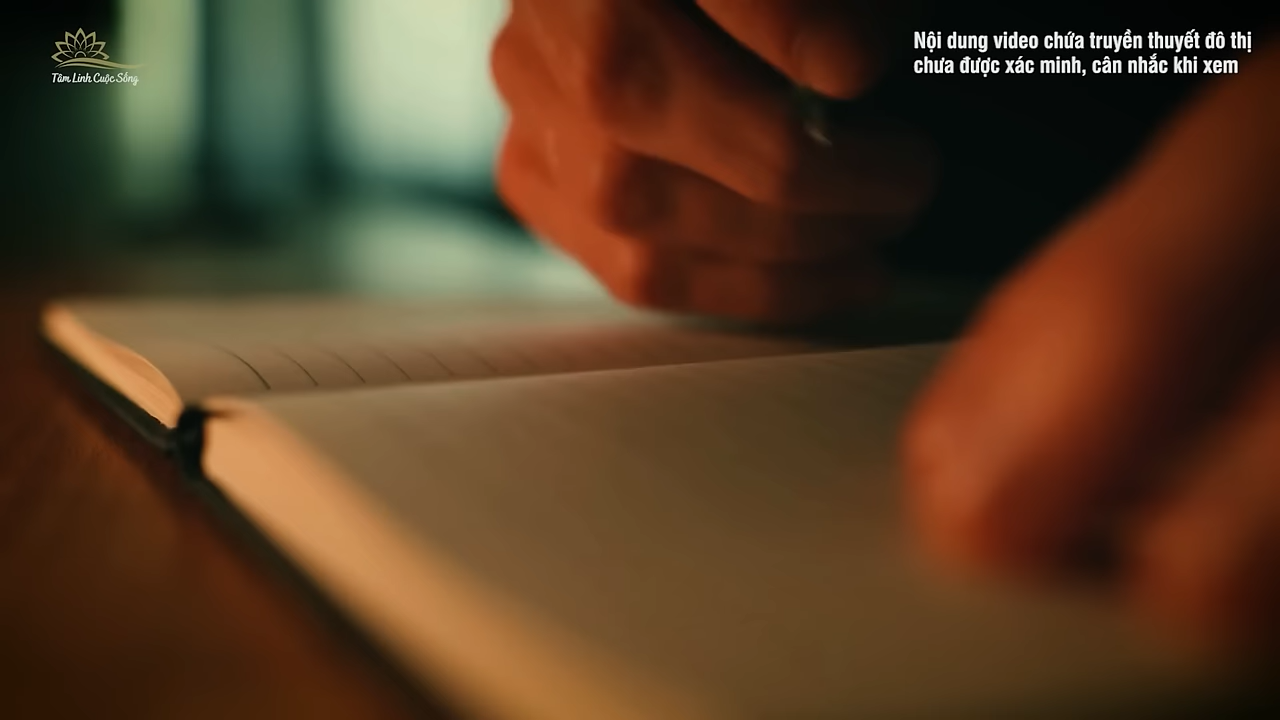 Tâm Linh Cuộc Sống
Nội dung video chứa truyền thuyết đô thị
chưa được xác minh, cân nhắc khi xem